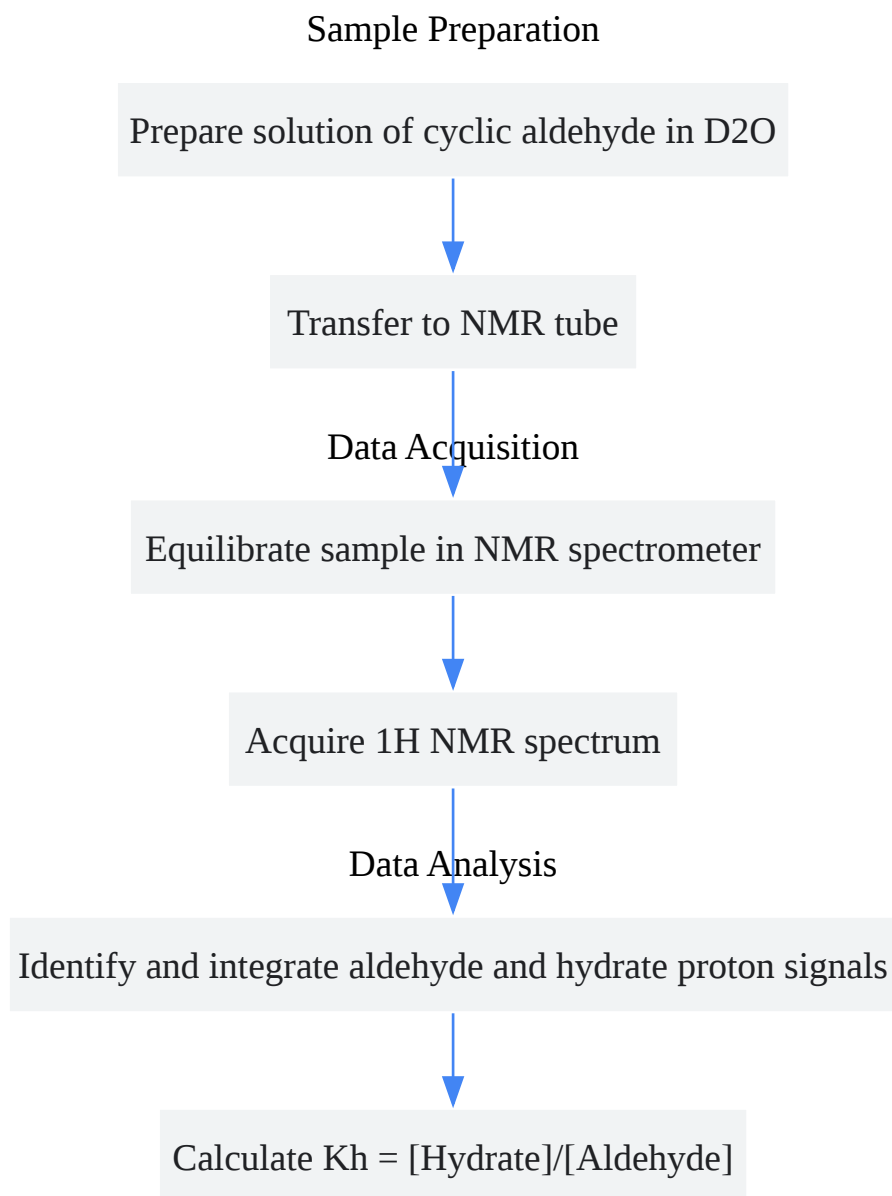 Sample Preparation
Prepare solution of cyclic aldehyde in D2O
Transfer to NMR tube
Data Acquisition
Equilibrate sample in NMR spectrometer
Acquire 1H NMR spectrum
Data Analysis
Identify and integrate aldehyde and hydrate proton signals
Calculate Kh = [Hydrate]/[Aldehyde]